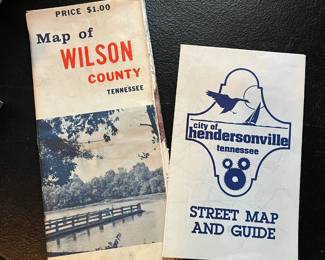 PRICE $1.00
Map of
WILSON
COUNTY
TENNESSEE
city of
hendersonville
tennessee
STREET MAP
AND GUIDE